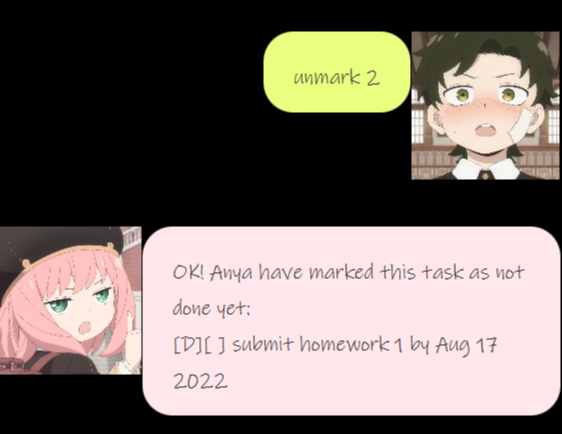 unmark 2
OK! Anya have marked this task as not
done yet:
[D][ ] submit homework 1 by Aug 17
2022